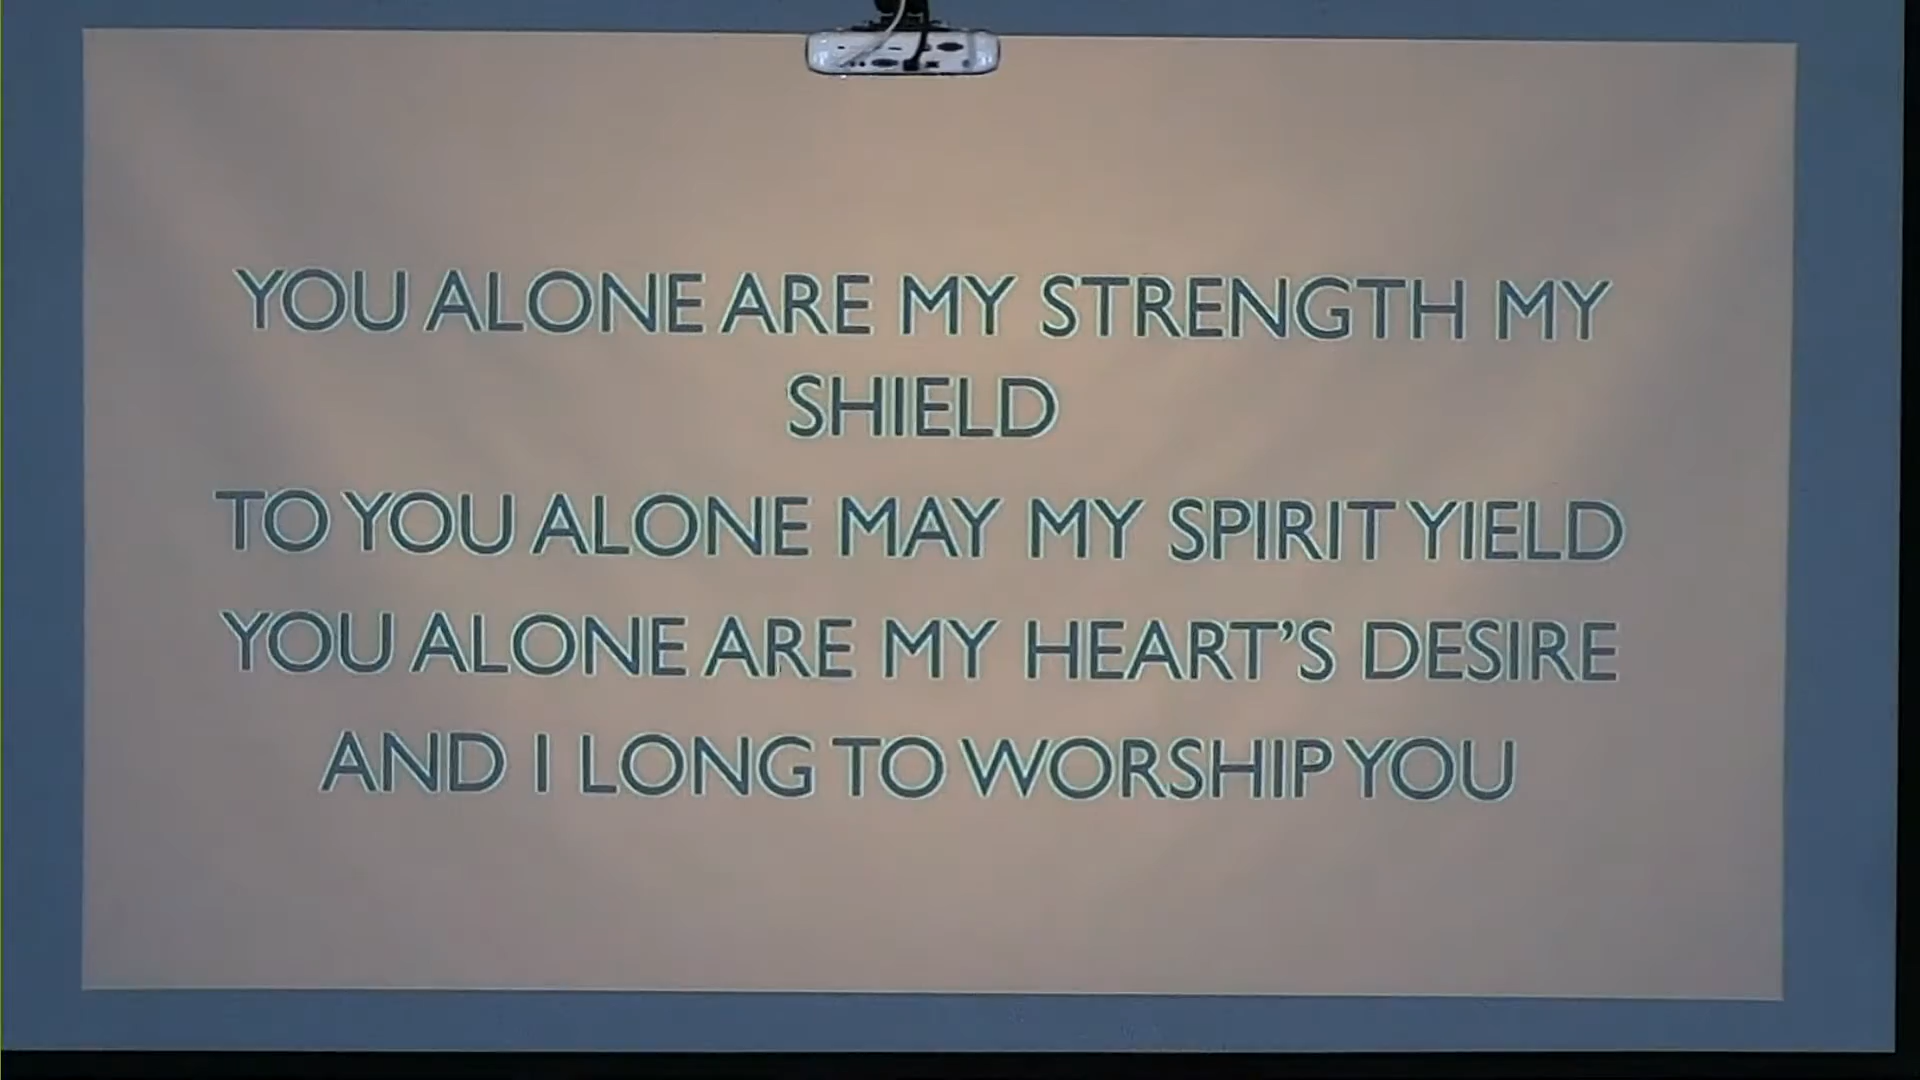 YOU ALONE ARE MY STRENGTH MY
SHIELD
TO YOU ALONE MAY MY SPIRIT YIELD
YOU ALONE ARE MY HEART’S DESIRE
AND I LONG TO WORSHIP YOU